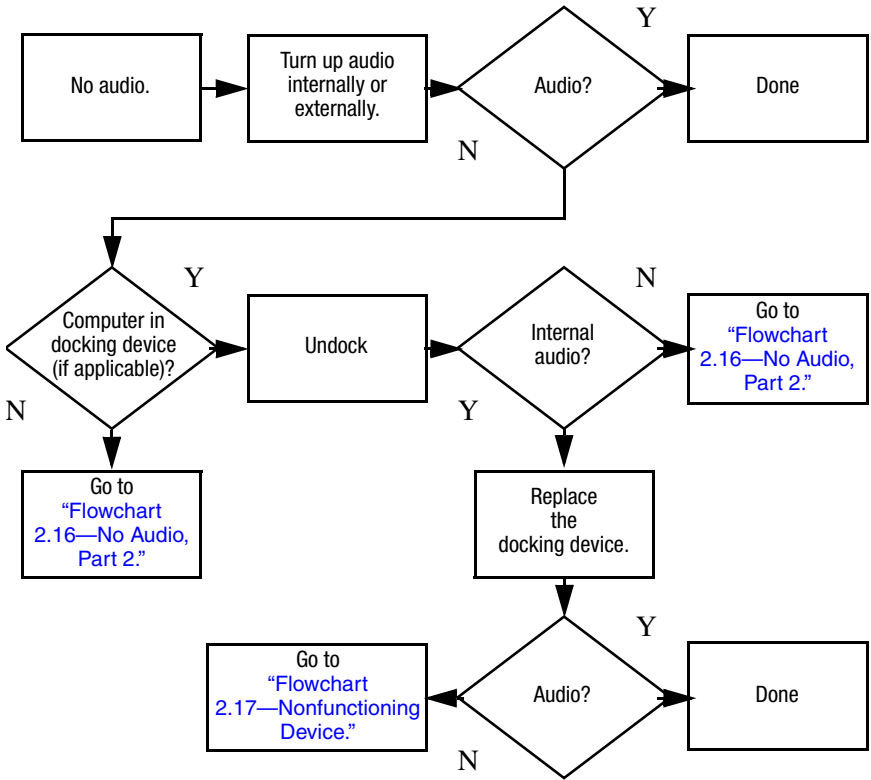 Y
No audio.
Turn up audio
internally or
externally.
Audio?
Done
N
Y
N
Computer in
docking device
(if applicable)?
Undock
Internal
audio?
Go to
“Flowchart
2.16—No Audio,
Part 2.”
N
Y
Go to
“Flowchart
2.16—No Audio,
Part 2.”
Replace
the
docking device.
Y
Go to
“Flowchart
2.17—Nonfunctioning
Device.”
Audio?
Done
N